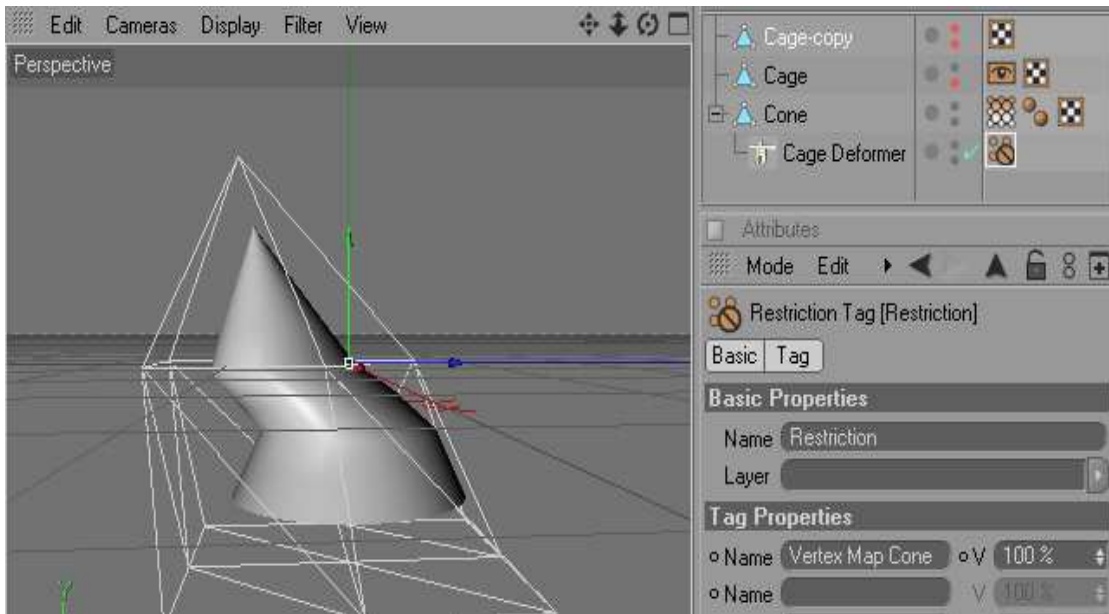 Edit Cameras Display Filter View
Perspective
Y
Cage-copy
Cage
Cone
Cage Deformer
Attributes
Mode Edit
Restriction Tag [Restriction]
Basic Tag
Basic Properties
Name Restriction
Layer
Tag Properties
Name Vertex Map Cone V 100 %
Name V 100 %